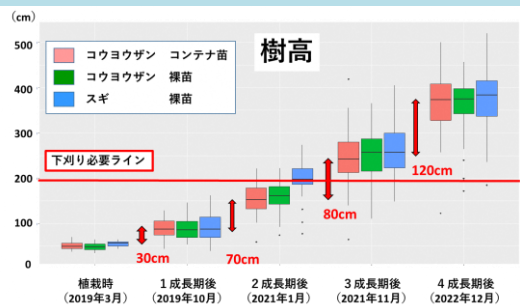 (cm)
樹高
500
400
300
200
100
0
コウヨウザン コンテナ苗
コウヨウザン 裸苗
スギ 裸苗
下刈り必要ライン
30cm
70cm
80cm
120cm
植栽時 1成長期後 2成長期後 3成長期後 4成長期後
(2019年3月) (2019年10月) (2021年1月) (2021年11月) (2022年12月)